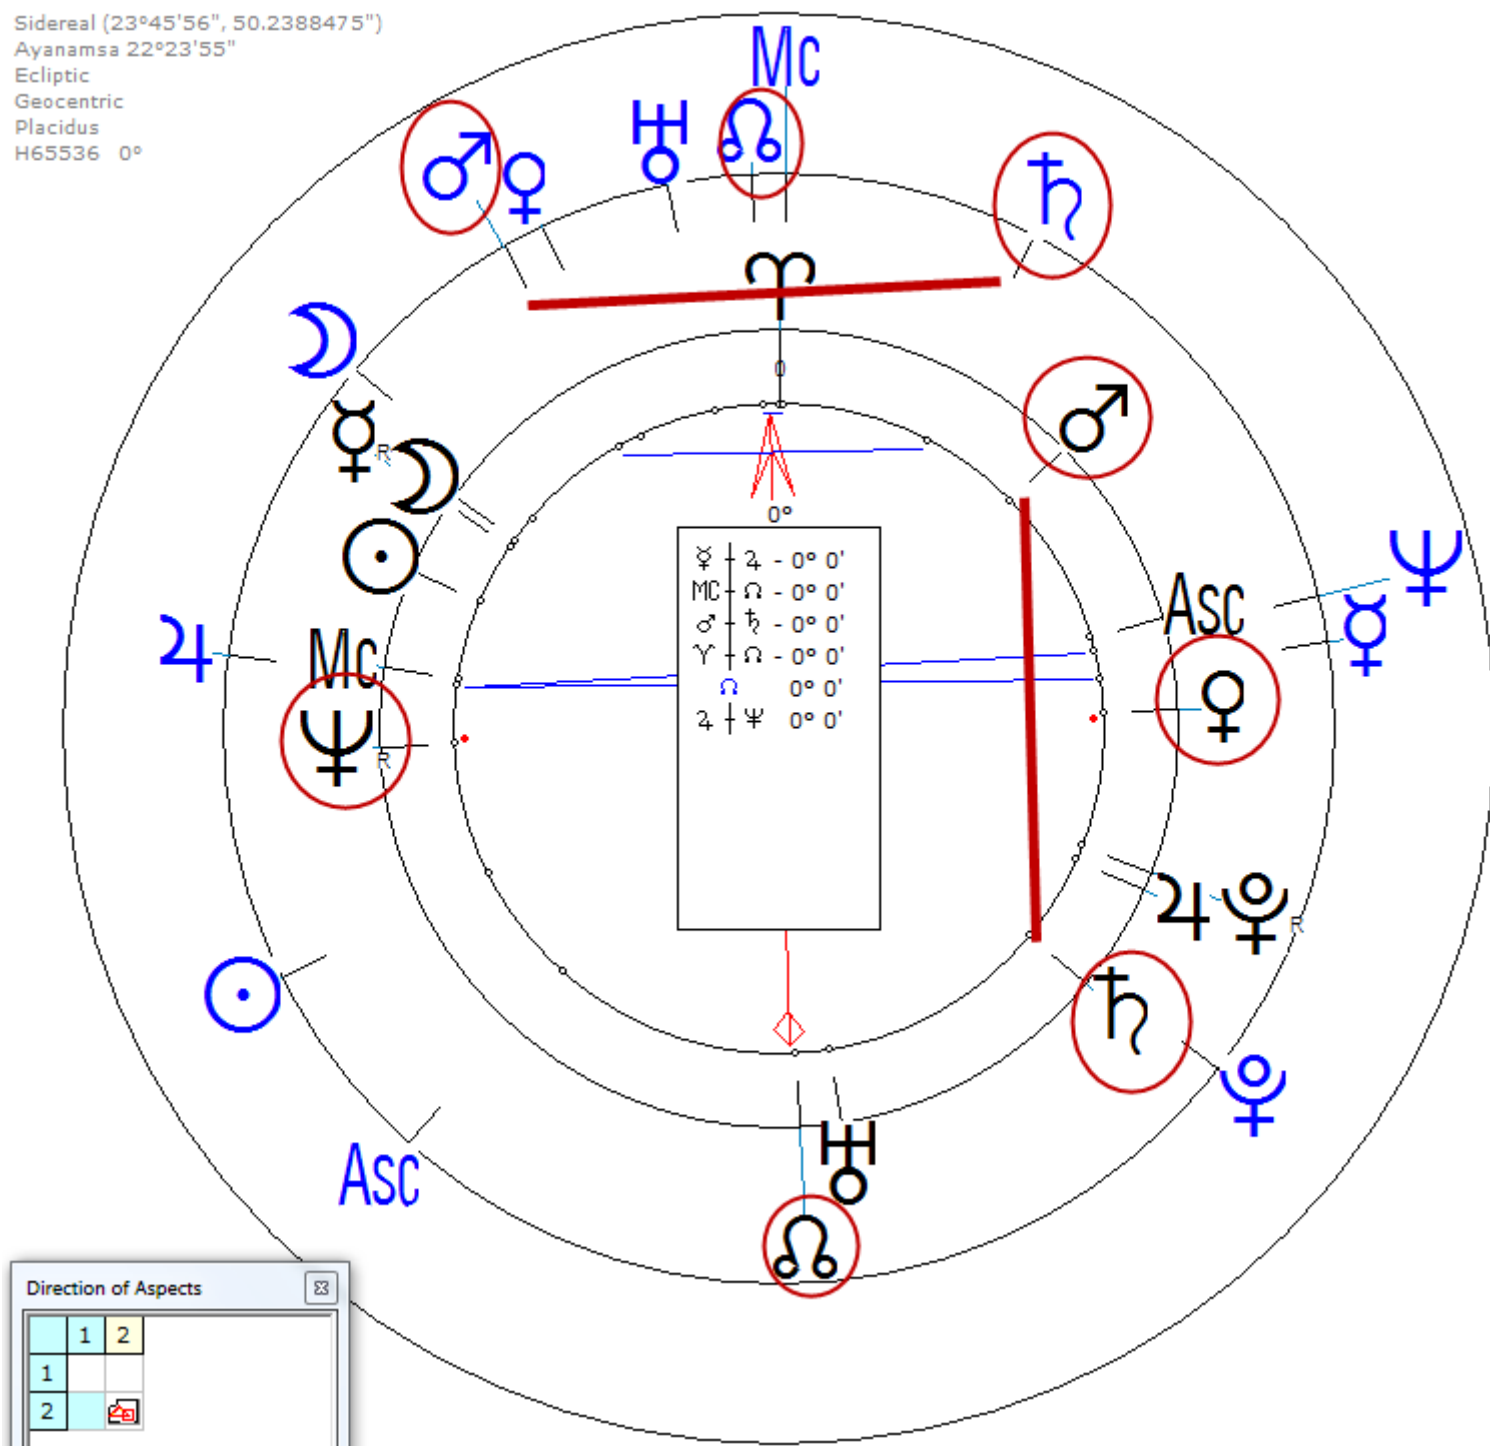 Sidereal (23°45'56", 50.2388475")
Ayanamsa 22°23'55"
Ecliptic
Geocentric
Placidus
H65536 0°
Mc
♂ ♀ ♅ ☊ ♄
♈
0
☽
☿ R ☽
♂
☉
0°
☿ + ♃ - 0° 0'
MC + ☊ - 0° 0'
♂ + ♄ - 0° 0'
♈ + ☊ - 0° 0'
☊ 0° 0'
♃ + ♆ 0° 0'
♆
Asc
☿
♃ Mc
♆ R
♀
♃ ♇ R
☉
♄
♇
Asc
♅
☊
Direction of Aspects
1 2
1
2